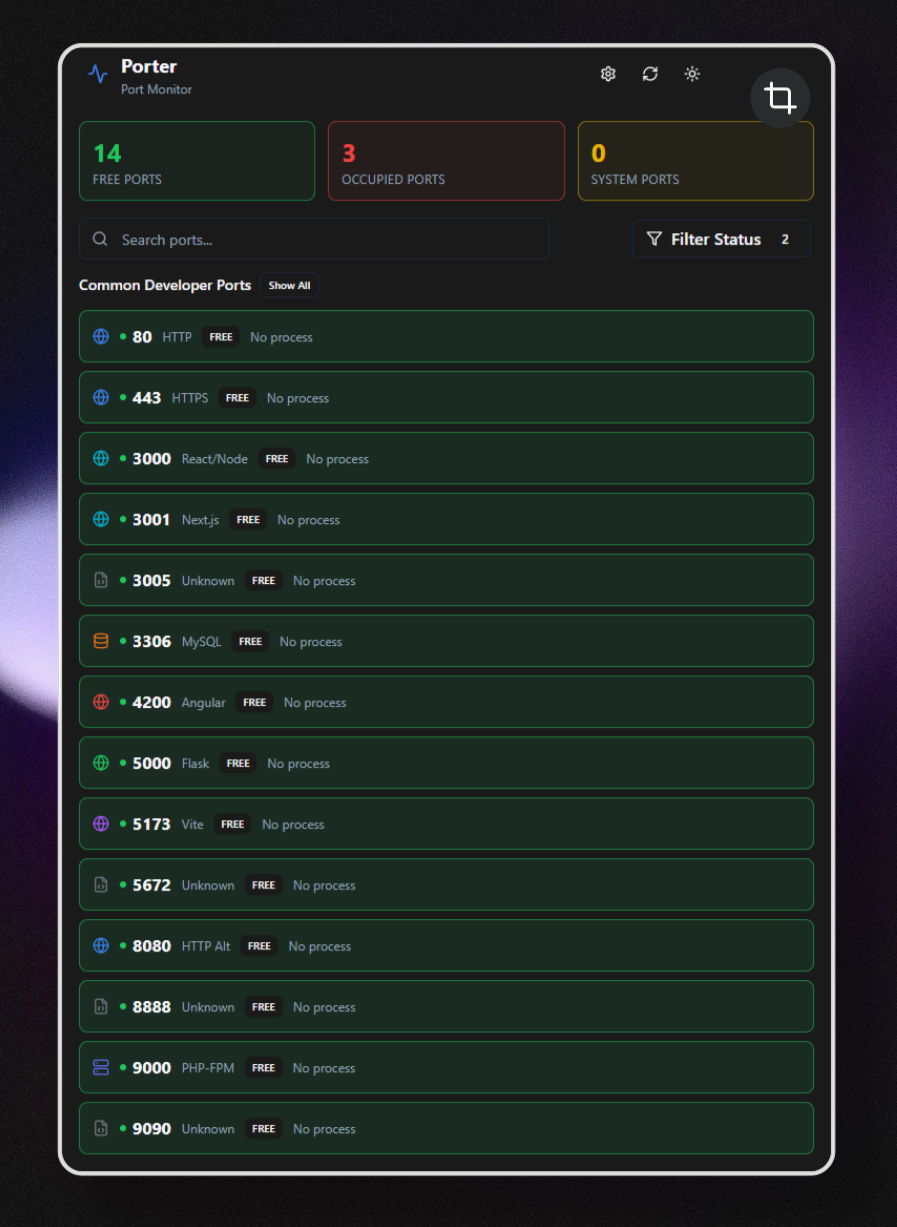 Porter
Port Monitor
14
FREE PORTS
3
OCCUPIED PORTS
0
SYSTEM PORTS
Search ports...
Filter Status 2
Common Developer Ports Show All
80 HTTP FREE No process
443 HTTPS FREE No process
3000 React/Node FREE No process
3001 Next.js FREE No process
3005 Unknown FREE No process
3306 MySQL FREE No process
4200 Angular FREE No process
5000 Flask FREE No process
5173 Vite FREE No process
5672 Unknown FREE No process
8080 HTTP Alt FREE No process
8888 Unknown FREE No process
9000 PHP-FPM FREE No process
9090 Unknown FREE No process